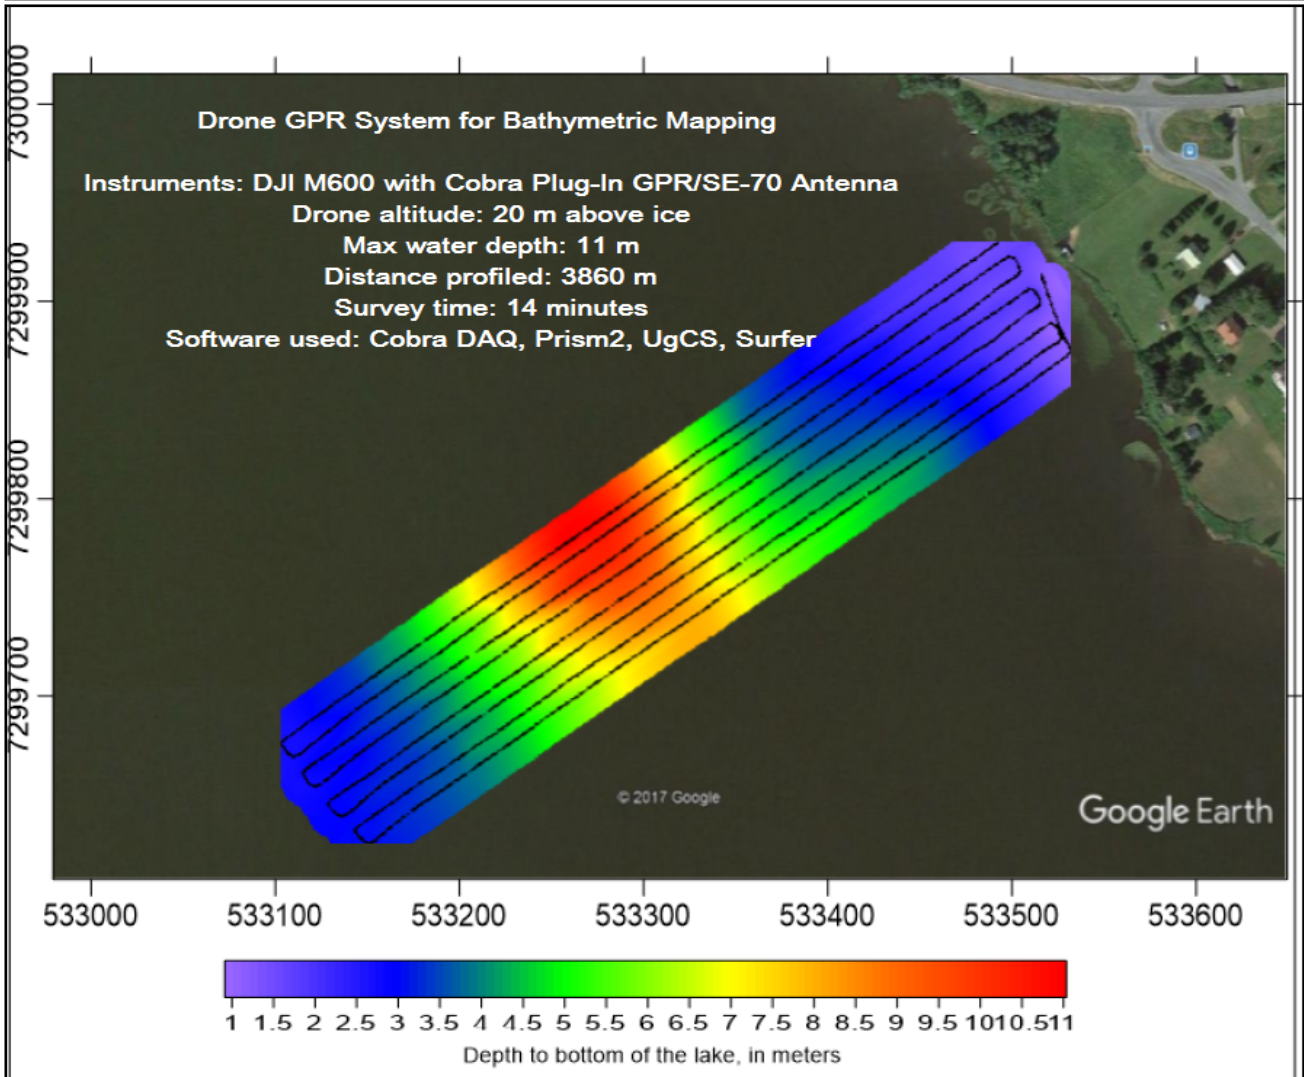 Drone GPR System for Bathymetric Mapping
Instruments: DJI M600 with Cobra Plug-In GPR/SE-70 Antenna
Drone altitude: 20 m above ice
Max water depth: 11 m
Distance profiled: 3860 m
Survey time: 14 minutes
Software used: Cobra DAQ, Prism2, UgCS, Surfer
7300000
7299900
7299800
7299700
© 2017 Google
Google Earth
533000 533100 533200 533300 533400 533500 533600
1 1.5 2 2.5 3 3.5 4 4.5 5 5.5 6 6.5 7 7.5 8 8.5 9 9.5 10 10.5 11
Depth to bottom of the lake, in meters